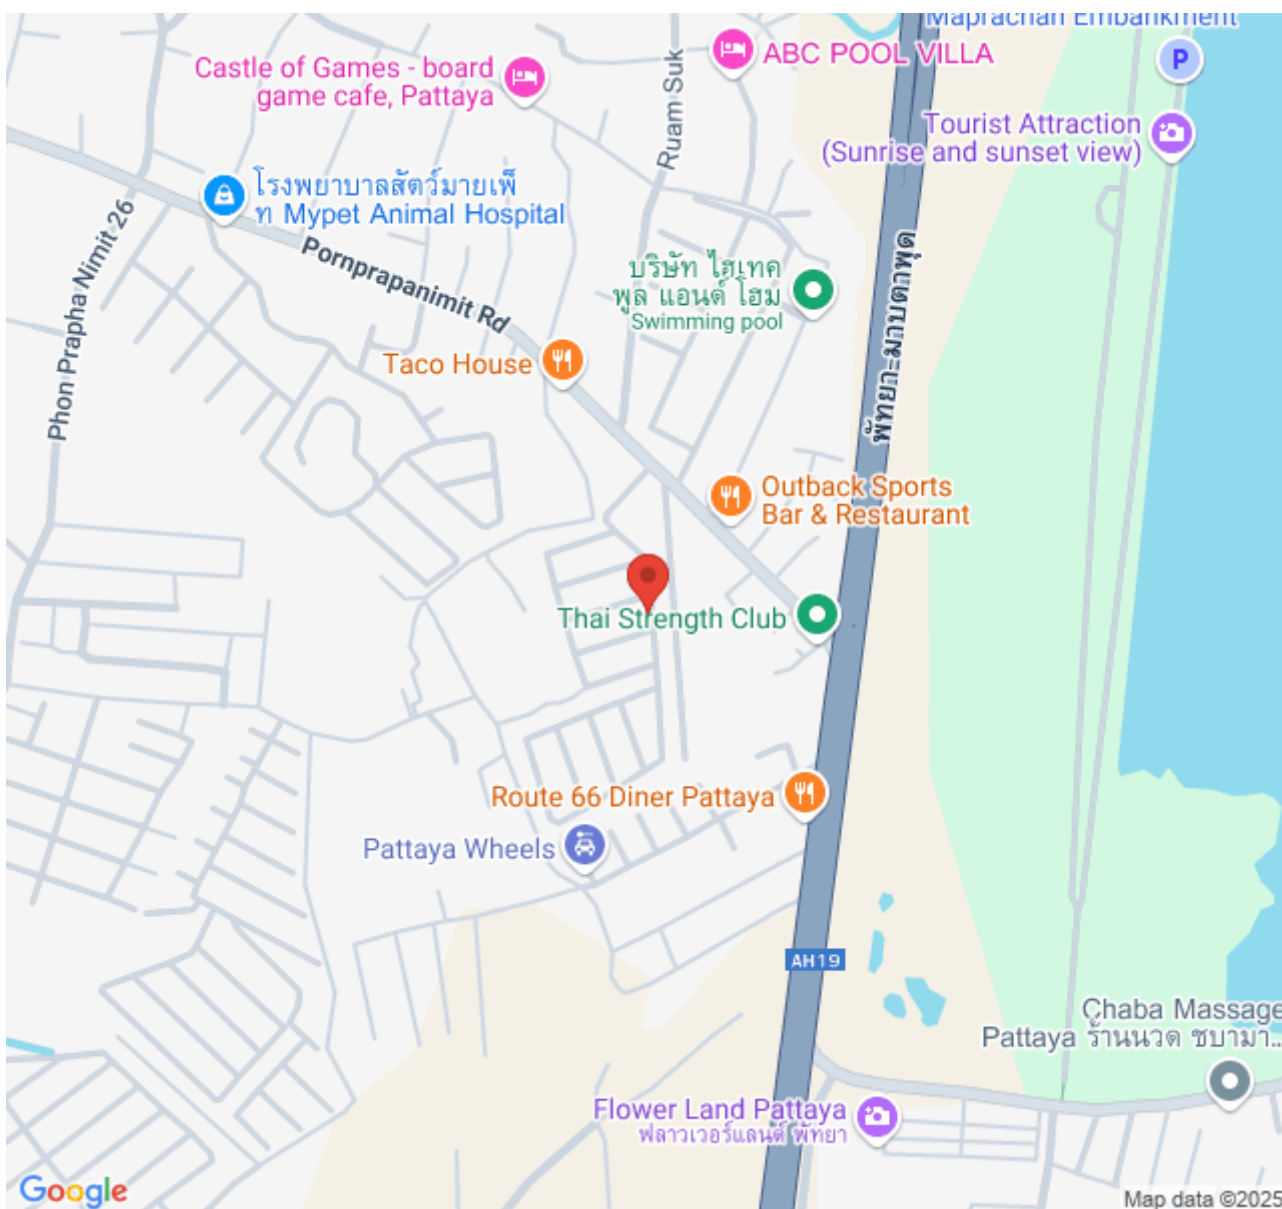 Maprachan Embankment
ABC POOL VILLA
Castle of Games - board
game cafe, Pattaya
Ruam Suk
Tourist Attraction
(Sunrise and sunset view)
โรงพยาบาลสัตว์มายเพ็
ท Mypet Animal Hospital
Phon Prapha Nimit 26
Pornprapanimit Rd
บริษัท ไฮเทค
พูล แอนด์ โฮม
Swimming pool
พัทยา-มาบตาพุด
Taco House
Outback Sports
Bar & Restaurant
Thai Strength Club
Route 66 Diner Pattaya
Pattaya Wheels
AH19
Chaba Massage
Pattaya ร้านนวด ชบามา...
Flower Land Pattaya
ฟลาวเวอร์แลนด์ พัทยา
Google
Map data ©2025